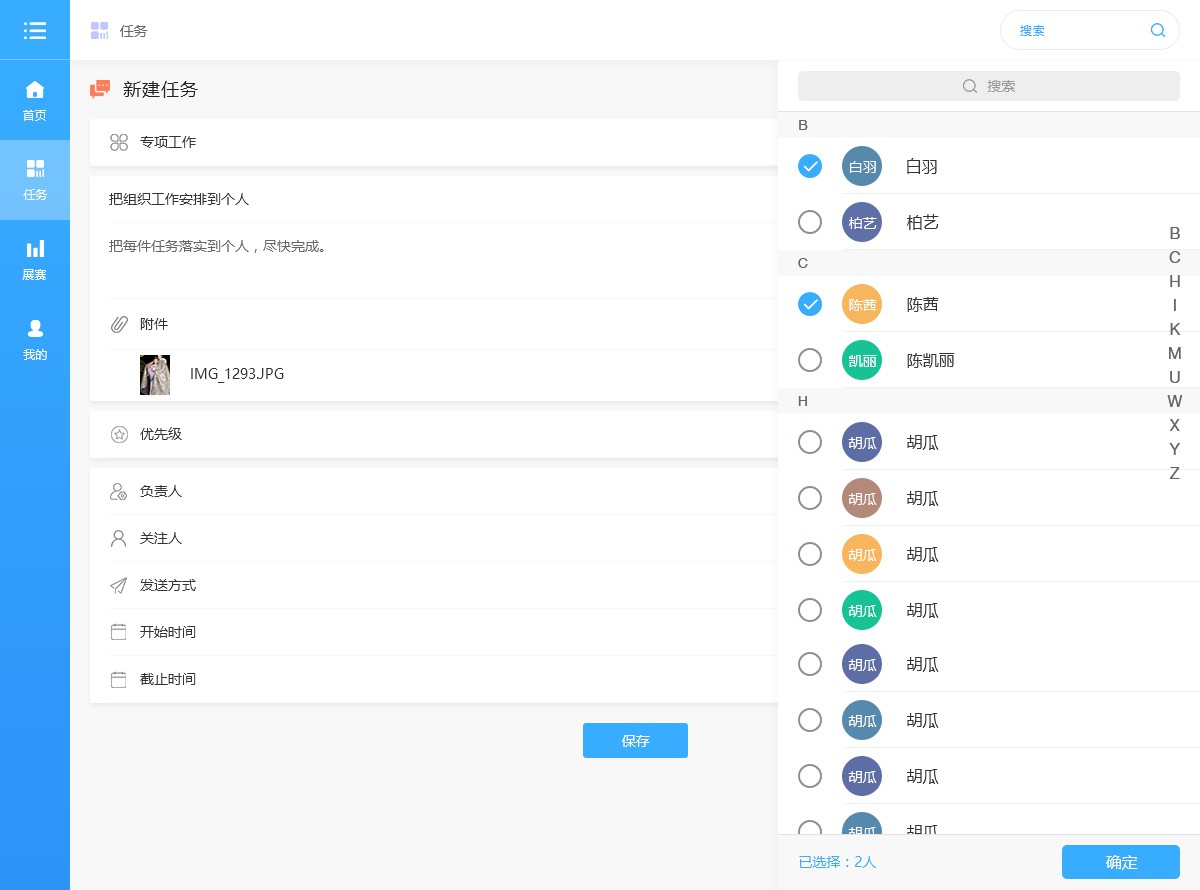 任务
搜索
首页
任务
展赛
我的
新建任务
专项工作
把组织工作安排到个人
把每件任务落实到个人，尽快完成。
附件
IMG_1293.JPG
优先级
负责人
关注人
发送方式
开始时间
截止时间
保存
搜索
B
白羽 白羽
柏艺 柏艺
C
陈茜 陈茜
凯丽 陈凯丽
H
胡瓜 胡瓜
胡瓜 胡瓜
胡瓜 胡瓜
胡瓜 胡瓜
胡瓜 胡瓜
胡瓜 胡瓜
胡瓜 胡瓜
胡瓜 胡瓜
B
C
H
I
K
M
U
W
X
Y
Z
已选择：2人
确定